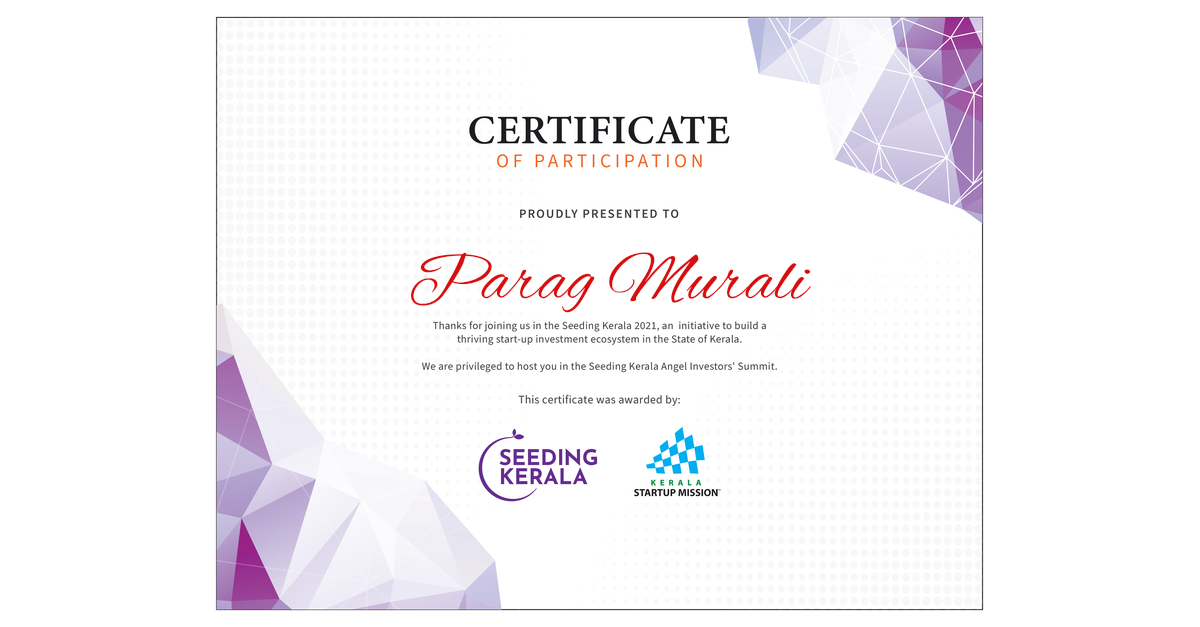 CERTIFICATE
OF PARTICIPATION
PROUDLY PRESENTED TO
Parag Murali
Thanks for joining us in the Seeding Kerala 2021, an initiative to build a
thriving start-up investment ecosystem in the State of Kerala.
We are privileged to host you in the Seeding Kerala Angel Investors' Summit.
This certificate was awarded by:
SEEDING
KERALA
KERALA
STARTUP MISSION